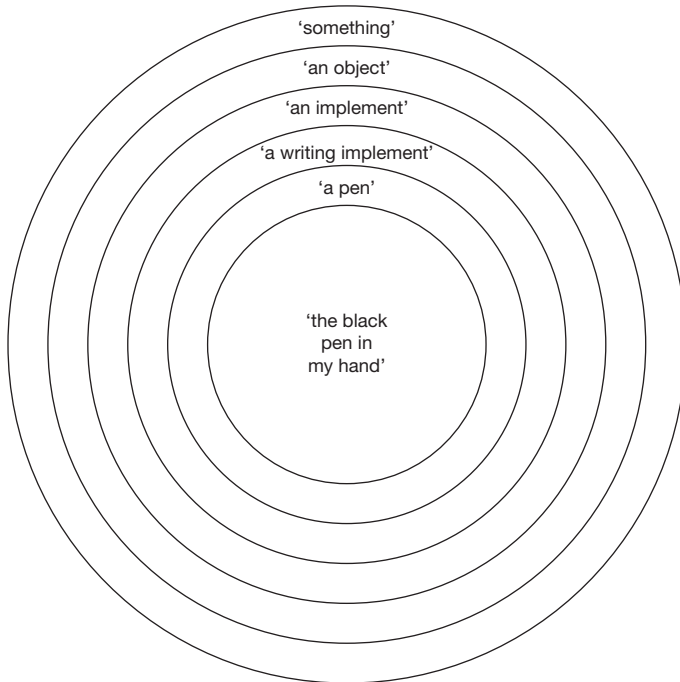 ‘something’
‘an object’
‘an implement’
‘a writing implement’
‘a pen’
‘the black
pen in
my hand’